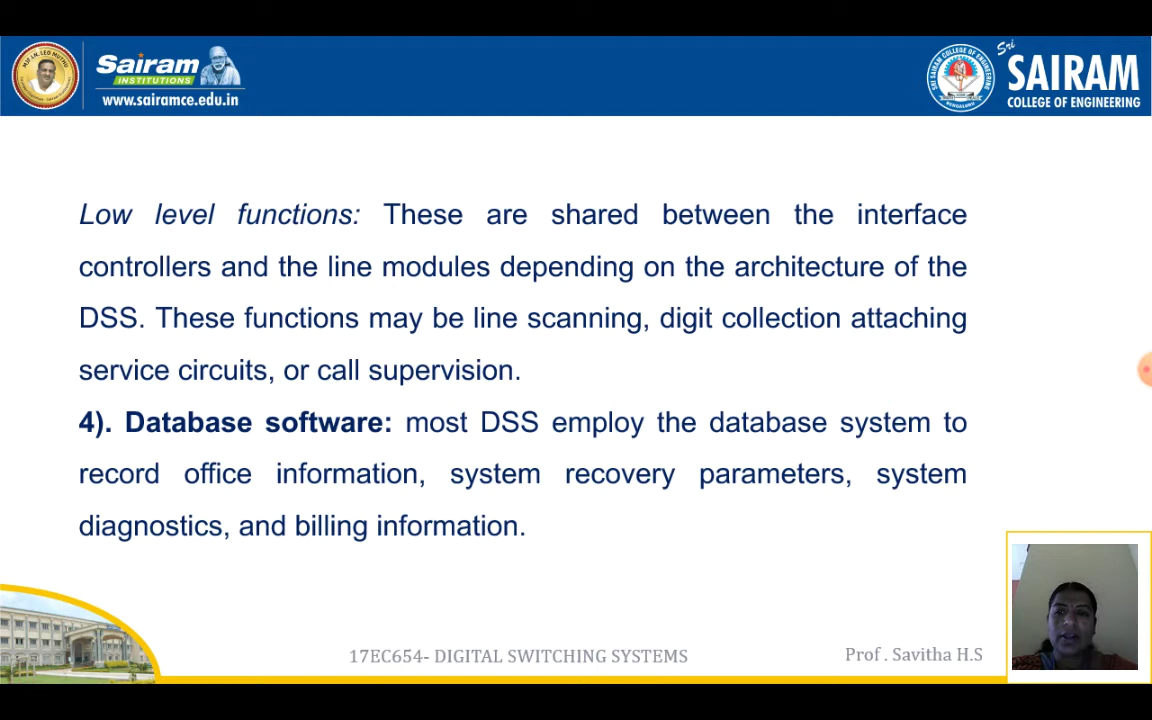 Sairam
INSTITUTIONS
www.sairamce.edu.in
Sri
SAIRAM
COLLEGE OF ENGINEERING
Low level functions: These are shared between the interface
controllers and the line modules depending on the architecture of the
DSS. These functions may be line scanning, digit collection attaching
service circuits, or call supervision.
4). Database software: most DSS employ the database system to
record office information, system recovery parameters, system
diagnostics, and billing information.
17EC654- DIGITAL SWITCHING SYSTEMS
Prof . Savitha H.S